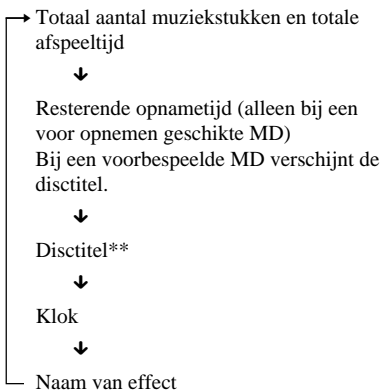 Totaal aantal muziekstukken en totale
afspeeltijd
Resterende opnametijd (alleen bij een
voor opnemen geschikte MD)
Bij een voorbespeelde MD verschijnt de
disctitel.
Disctitel**
Klok
Naam van effect